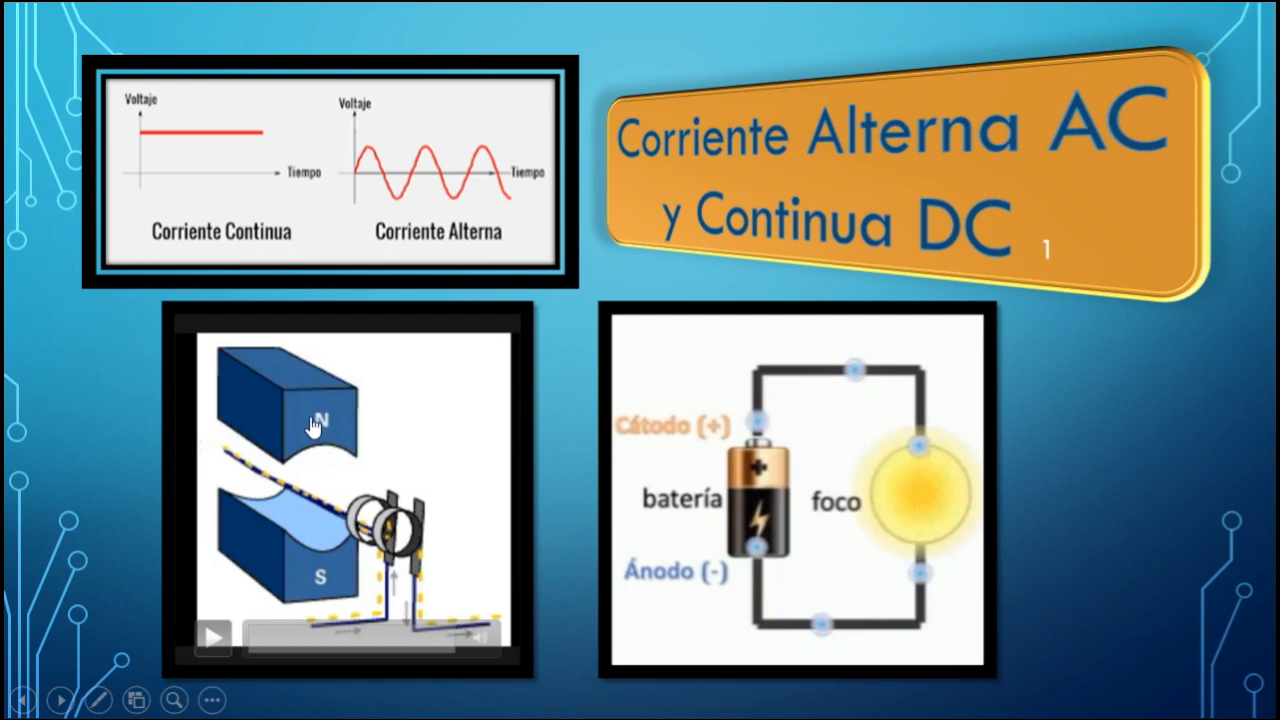 Voltaje
Voltaje
Tiempo
Tiempo
Corriente Continua
Corriente Alterna
Corriente Alterna AC
y Continua DC
1
N
S
Cátodo (+)
+
batería
foco
Ánodo (-)